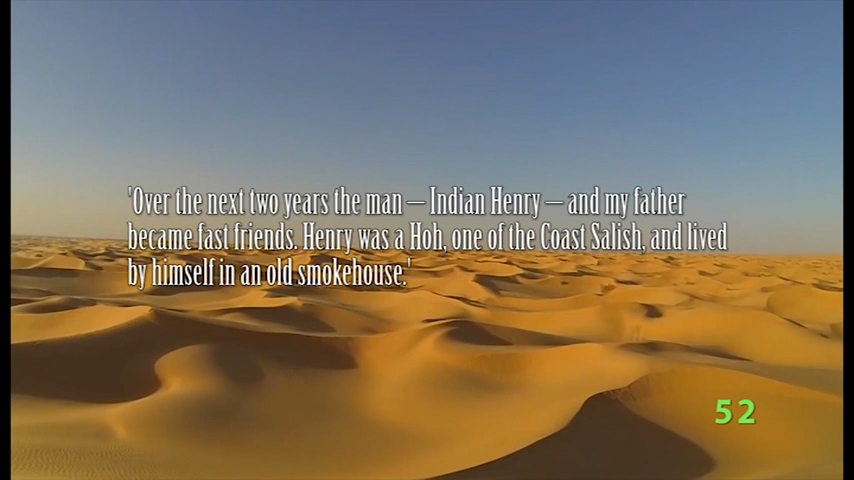 'Over the next two years the man – Indian Henry – and my father
became fast friends. Henry was a Hoh, one of the Coast Salish, and lived
by himself in an old smokehouse.'
52